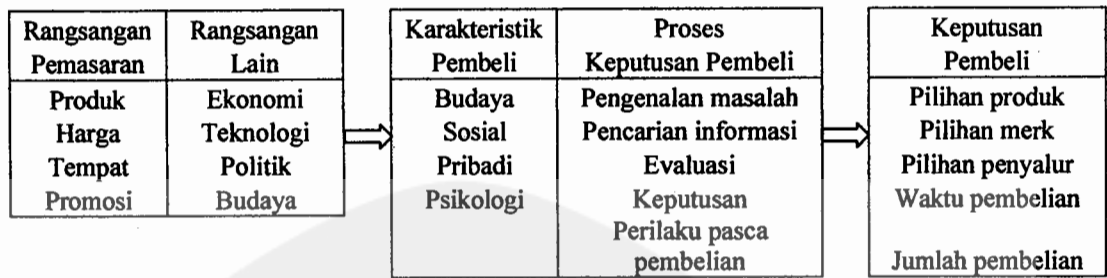 Rangsangan
Pemasaran
Produk
Harga
Tempat
Promosi
Rangsangan
Lain
Ekonomi
Teknologi
Politik
Budaya
Karakteristik
Pembeli
Budaya
Sosial
Pribadi
Psikologi
Proses
Keputusan Pembeli
Pengenalan masalah
Pencarian informasi
Evaluasi
Keputusan
Perilaku pasca
pembelian
Keputusan
Pembeli
Pilihan produk
Pilihan merk
Pilihan penyalur
Waktu pembelian
Jumlah pembelian